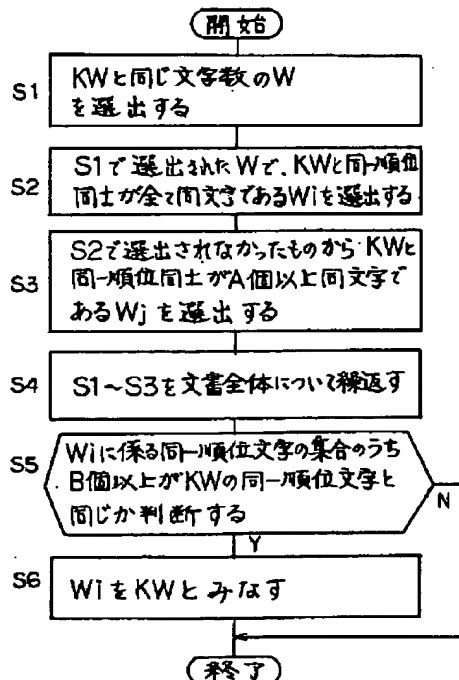 開始
S1
KWと同じ文字数のW
を選出する
S2
S1で選出されたWで、KWと同一順位
同士が全て同文字であるWiを選出する
S3
S2で選出されなかったものからKWと
同一順位同士がA個以上同文字で
あるWjを選出する
S4
S1～S3を文書全体について繰返す
S5
Wiに係る同一順位文字の集合のうち
B個以上がKWの同一順位文字と
同じか判断する
N
Y
S6
WiをKWとみなす
終了